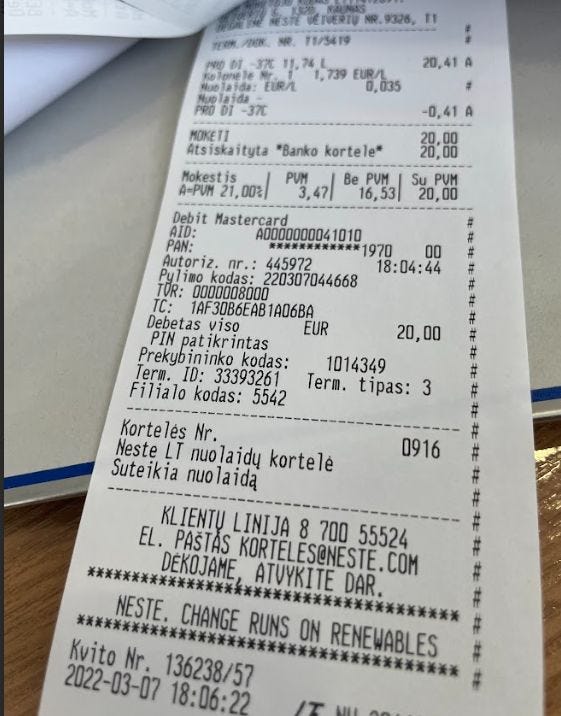 KAUNAS
NESTE VEIVERIŲ NR.9326, T1
#
TERM./DOK. NR. T1/5419
#
PRO DI -37C 11,74 L 20,41 A
Kolonėlė Nr. 1 1,739 EUR/L
Nuolaida: EUR/L 0,035 #
Nuolaida -
PRO DI -37C -0,41 A
MOKETI 20,00
Atsiskaityta *Banko kortele* 20,00
Mokestis | PVM | Be PVM | Su PVM
A=PVM 21,00%| 3,47| 16,53| 20,00
Debit Mastercard #
AID: A0000000041010 #
PAN: ************1970 00 #
Autoriz. nr.: 445972 18:04:44 #
Pylimo kodas: 220307044668 #
TVR: 0000008000 #
TC: 1AF30B6EAB1A06BA #
Debetas viso EUR 20,00 #
PIN patikrintas #
Prekybininko kodas: 1014349 #
Term. ID: 33393261 Term. tipas: 3 #
Filialo kodas: 5542 #
Kortelės Nr. 0916 #
Neste LT nuolaidų kortelė #
Suteikia nuolaidą #
KLIENTŲ LINIJA 8 700 55524 #
EL. PAŠTAS KORTELES@NESTE.COM #
DĖKOJAME, ATVYKITE DAR. #
NESTE. CHANGE RUNS ON RENEWABLES #
Kvito Nr. 136238/57
2022-03-07 18:06:22